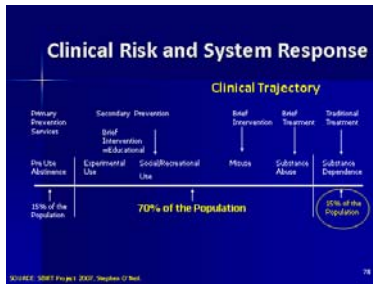 Clinical Risk and System Response
Clinical Trajectory
Primary
Prevention
Services
Secondary Prevention
Brief
Intervention
=Educational
Brief
Intervention
Brief
Treatment
Traditional
Treatment
Pre Use
Abstinence
Experimental
Use
Social/Recreational
Use
Misuse
Substance
Abuse
Substance
Dependence
15% of the
Population
70% of the Population
15% of the
Population
SOURCE: SBIRT Project 2007, Stephen O'Neil.